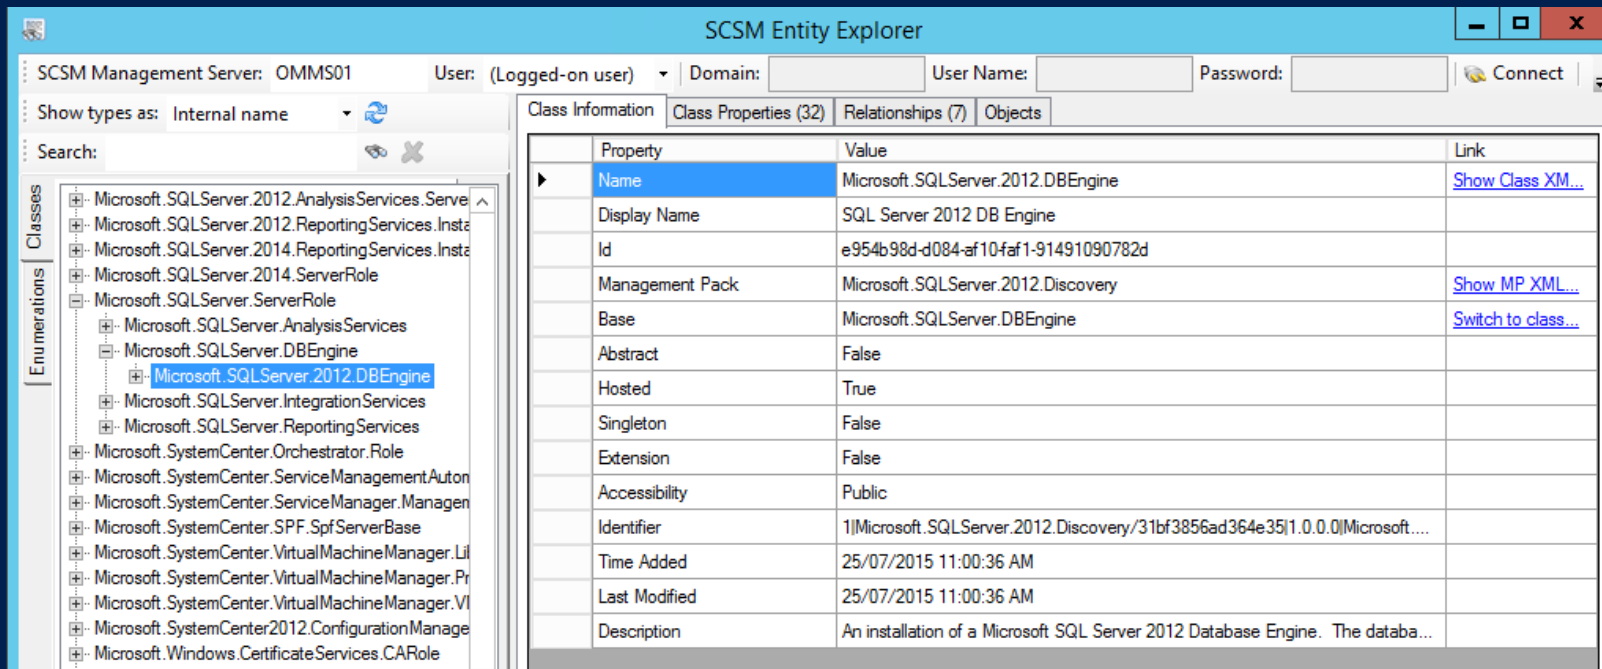 SCSM Entity Explorer
SCSM Management Server: OMMS01 User: (Logged-on user) Domain: User Name: Password: Connect
Show types as: Internal name
Search:
Classes
Enumerations
Microsoft.SQLServer.2012.AnalysisServices.Serve
Microsoft.SQLServer.2012.ReportingServices.Insta
Microsoft.SQLServer.2014.ReportingServices.Insta
Microsoft.SQLServer.2014.ServerRole
Microsoft.SQLServer.ServerRole
Microsoft.SQLServer.AnalysisServices
Microsoft.SQLServer.DBEngine
Microsoft.SQLServer.2012.DBEngine
Microsoft.SQLServer.IntegrationServices
Microsoft.SQLServer.ReportingServices
Microsoft.SystemCenter.Orchestrator.Role
Microsoft.SystemCenter.ServiceManagementAutom
Microsoft.SystemCenter.ServiceManager.Managem
Microsoft.SystemCenter.SPF.SpfServerBase
Microsoft.SystemCenter.VirtualMachineManager.Li
Microsoft.SystemCenter.VirtualMachineManager.Pr
Microsoft.SystemCenter.VirtualMachineManager.VI
Microsoft.SystemCenter2012.ConfigurationManage
Microsoft.Windows.CertificateServices.CARole
Class Information Class Properties (32) Relationships (7) Objects
Property Value Link
Name Microsoft.SQLServer.2012.DBEngine Show Class XM...
Display Name SQL Server 2012 DB Engine
Id e954b98d-d084-af10-faf1-91491090782d
Management Pack Microsoft.SQLServer.2012.Discovery Show MP XML...
Base Microsoft.SQLServer.DBEngine Switch to class...
Abstract False
Hosted True
Singleton False
Extension False
Accessibility Public
Identifier 1|Microsoft.SQLServer.2012.Discovery/31bf3856ad364e35|1.0.0.0|Microsoft....
Time Added 25/07/2015 11:00:36 AM
Last Modified 25/07/2015 11:00:36 AM
Description An installation of a Microsoft SQL Server 2012 Database Engine. The databa...